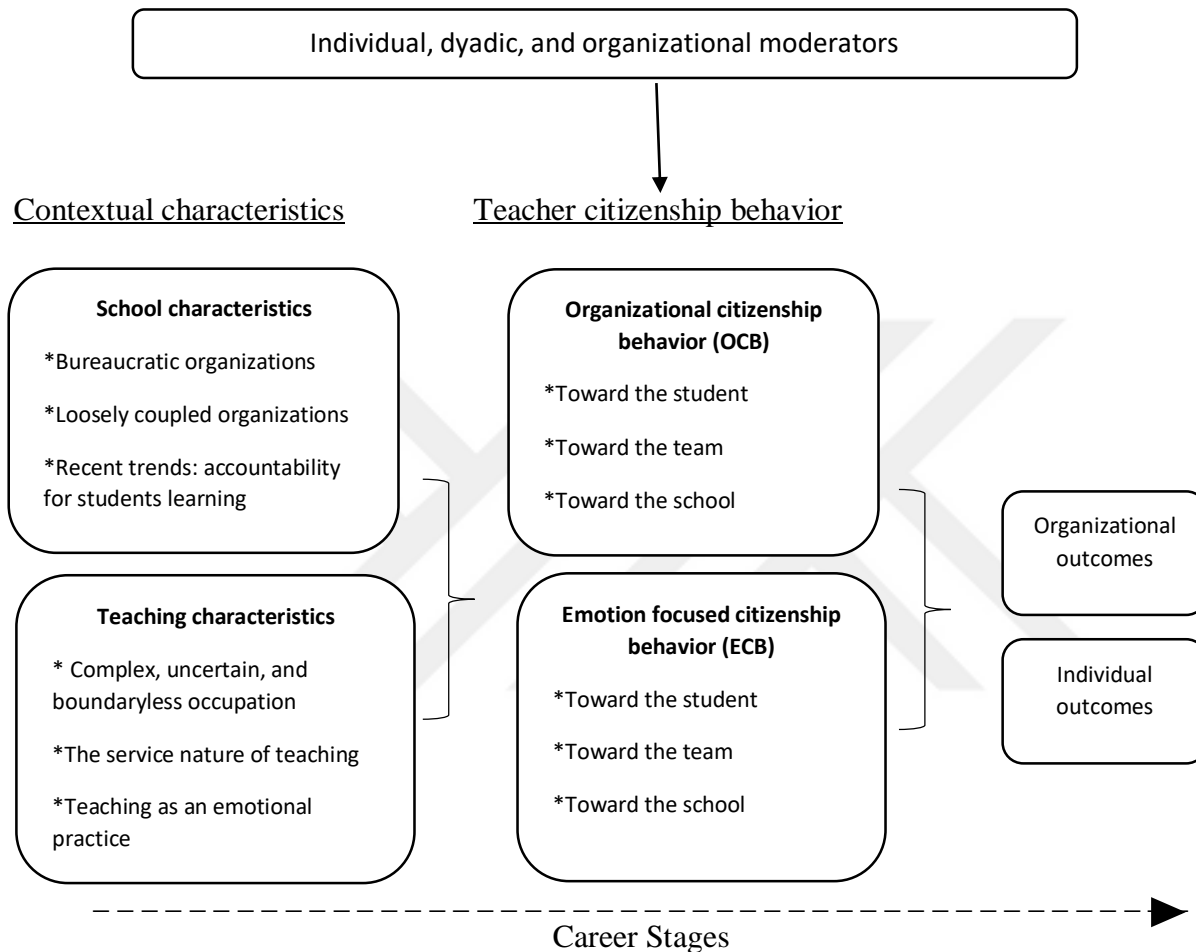 Individual, dyadic, and organizational moderators
Contextual characteristics
Teacher citizenship behavior
School characteristics
*Bureaucratic organizations
*Loosely coupled organizations
*Recent trends: accountability
for students learning
Teaching characteristics
* Complex, uncertain, and
boundaryless occupation
*The service nature of teaching
*Teaching as an emotional
practice
Organizational citizenship
behavior (OCB)
*Toward the student
*Toward the team
*Toward the school
Emotion focused citizenship
behavior (ECB)
*Toward the student
*Toward the team
*Toward the school
Organizational
outcomes
Individual
outcomes
Career Stages